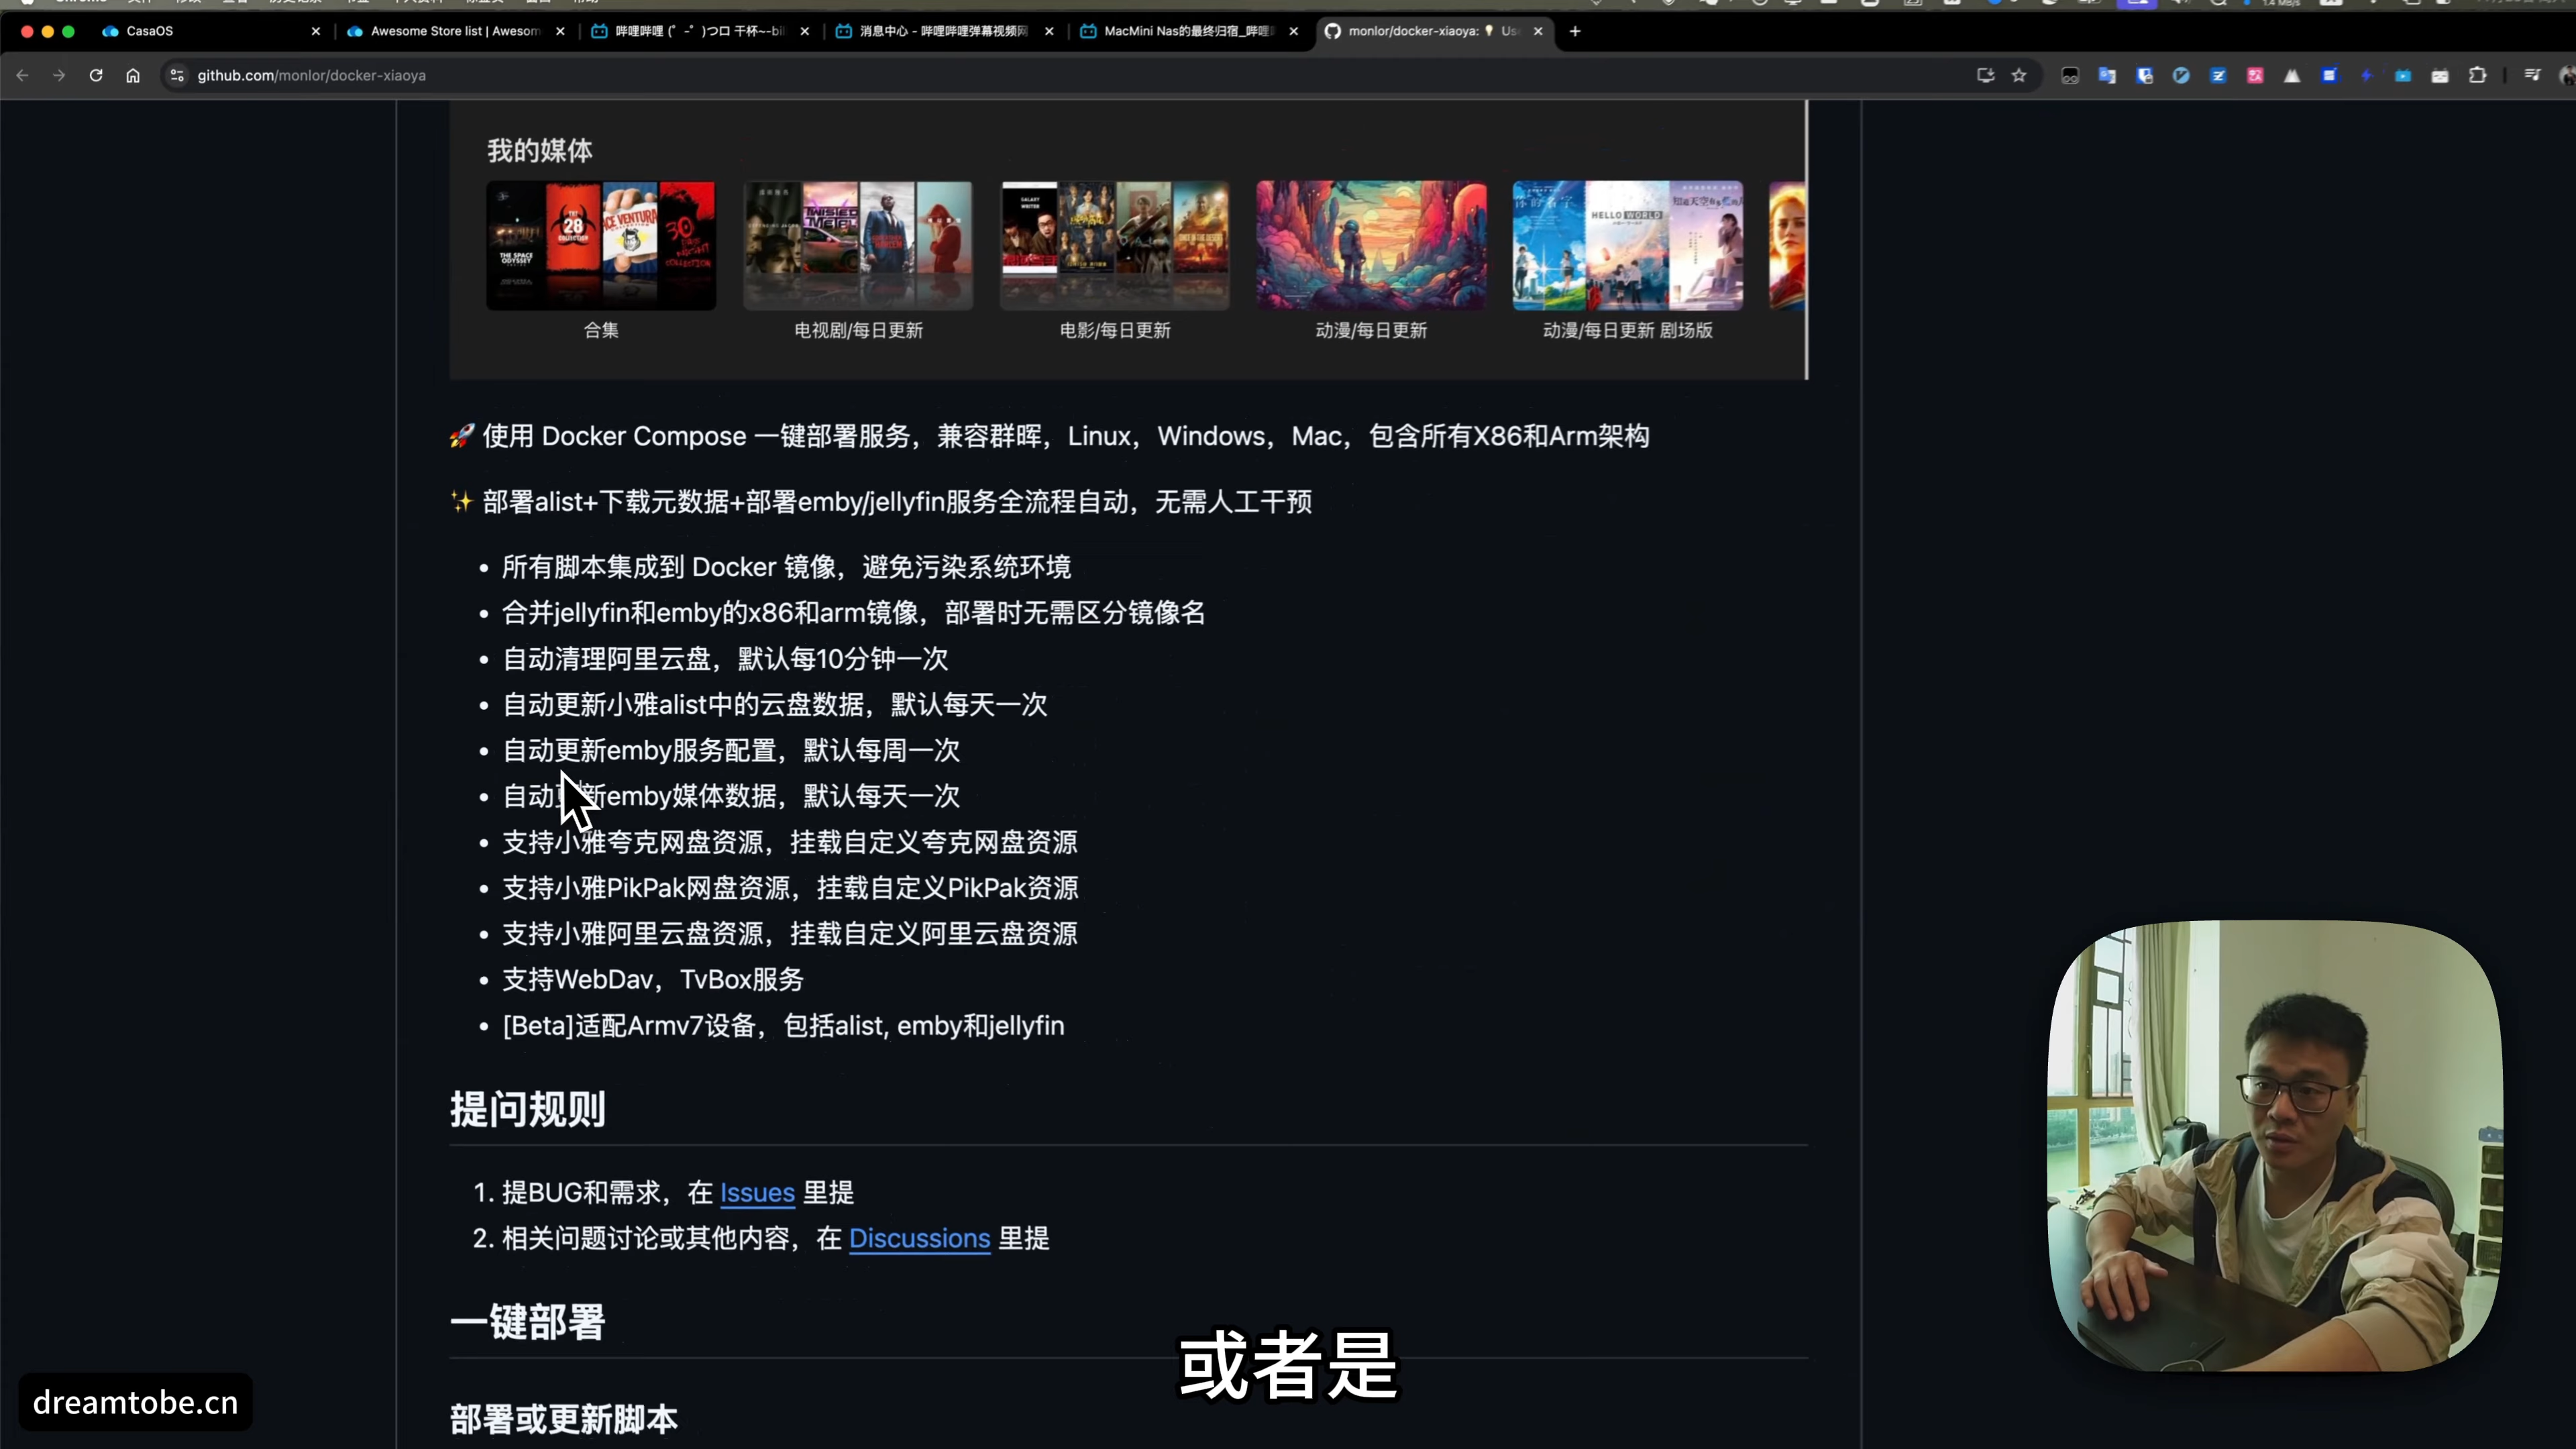 CasaOS
Awesome Store list | Awesom
哔哩哔哩 (゜-゜)つロ 干杯~-bil
消息中心 - 哔哩哔哩弹幕视频网
MacMini Nas的最终归宿_哔哩
monlor/docker-xiaoya: 💡 Us
github.com/monlor/docker-xiaoya
我的媒体
THE SPACE ODYSSEY
THE 28 COLLECTION
ACE VENTURA
30
TWISTED METAL
GALAXY WRITER
你的名字
HELLO WORLD
合集
电视剧/每日更新
电影/每日更新
动漫/每日更新
动漫/每日更新 剧场版
🚀 使用 Docker Compose 一键部署服务，兼容群晖，Linux，Windows，Mac，包含所有X86和Arm架构
✨ 部署alist+下载元数据+部署emby/jellyfin服务全流程自动，无需人工干预
• 所有脚本集成到 Docker 镜像，避免污染系统环境
• 合并jellyfin和emby的x86和arm镜像，部署时无需区分镜像名
• 自动清理阿里云盘，默认每10分钟一次
• 自动更新小雅alist中的云盘数据，默认每天一次
• 自动更新emby服务配置，默认每周一次
• 自动更新emby媒体数据，默认每天一次
• 支持小雅夸克网盘资源，挂载自定义夸克网盘资源
• 支持小雅PikPak网盘资源，挂载自定义PikPak资源
• 支持小雅阿里云盘资源，挂载自定义阿里云盘资源
• 支持WebDav，TvBox服务
• [Beta]适配Armv7设备，包括alist, emby和jellyfin
提问规则
1. 提BUG和需求，在 Issues 里提
2. 相关问题讨论或其他内容，在 Discussions 里提
一键部署
或者是
部署或更新脚本
dreamtobe.cn